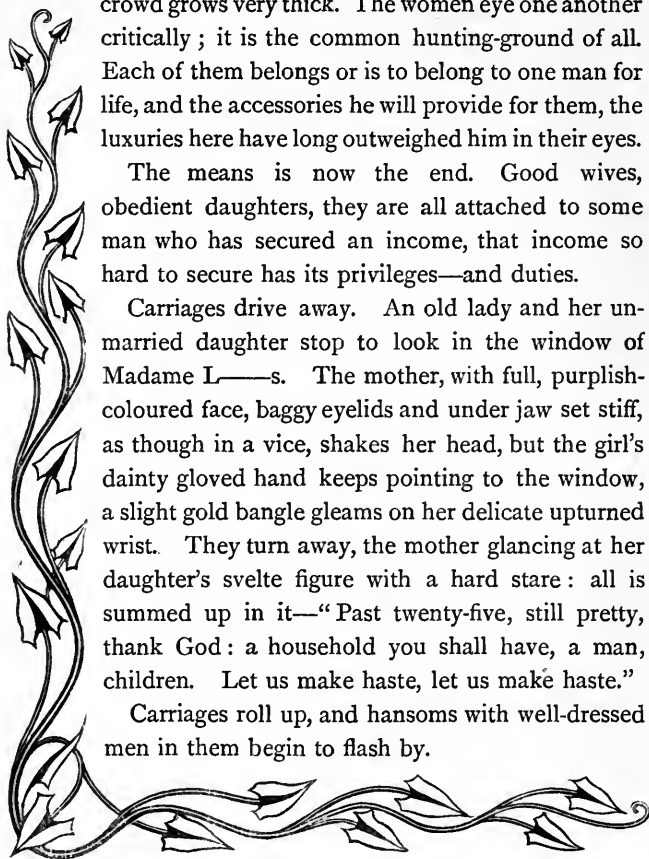 crowd grows very thick. The women eye one another
critically ; it is the common hunting-ground of all.
Each of them belongs or is to belong to one man for
life, and the accessories he will provide for them, the
luxuries here have long outweighed him in their eyes.
The means is now the end. Good wives,
obedient daughters, they are all attached to some
man who has secured an income, that income so
hard to secure has its privileges—and duties.
Carriages drive away. An old lady and her un-
married daughter stop to look in the window of
Madame L——s. The mother, with full, purplish-
coloured face, baggy eyelids and under jaw set stiff,
as though in a vice, shakes her head, but the girl's
dainty gloved hand keeps pointing to the window,
a slight gold bangle gleams on her delicate upturned
wrist. They turn away, the mother glancing at her
daughter's svelte figure with a hard stare : all is
summed up in it—“ Past twenty-five, still pretty,
thank God : a household you shall have, a man,
children. Let us make haste, let us make haste.”
Carriages roll up, and hansoms with well-dressed
men in them begin to flash by.